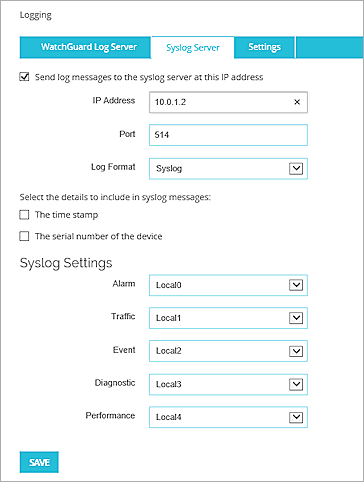 Logging
WatchGuard Log Server Syslog Server Settings
Send log messages to the syslog server at this IP address
IP Address 10.0.1.2
Port 514
Log Format Syslog
Select the details to include in syslog messages:
The time stamp
The serial number of the device
Syslog Settings
Alarm Local0
Traffic Local1
Event Local2
Diagnostic Local3
Performance Local4
SAVE